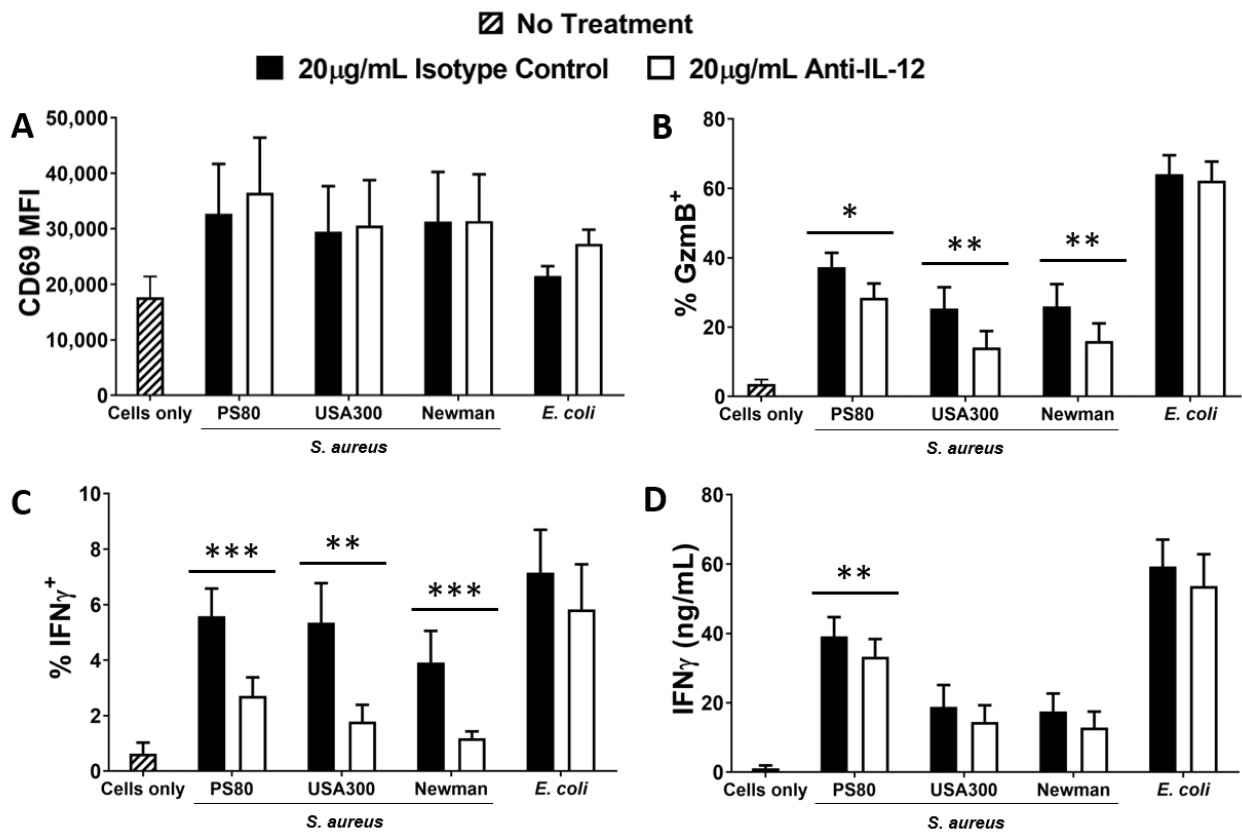 No Treatment
20μg/mL Isotype Control
20μg/mL Anti-IL-12
A
CD69 MFI
50,000
40,000
30,000
20,000
10,000
0
Cells only
PS80
USA300
Newman
E. coli
S. aureus
B
% GzmB+
80
60
40
20
0
*
**
**
Cells only
PS80
USA300
Newman
E. coli
S. aureus
C
% IFNγ+
10
8
6
4
2
0
***
**
***
Cells only
PS80
USA300
Newman
E. coli
S. aureus
D
IFNγ (ng/mL)
80
60
40
20
0
**
Cells only
PS80
USA300
Newman
E. coli
S. aureus